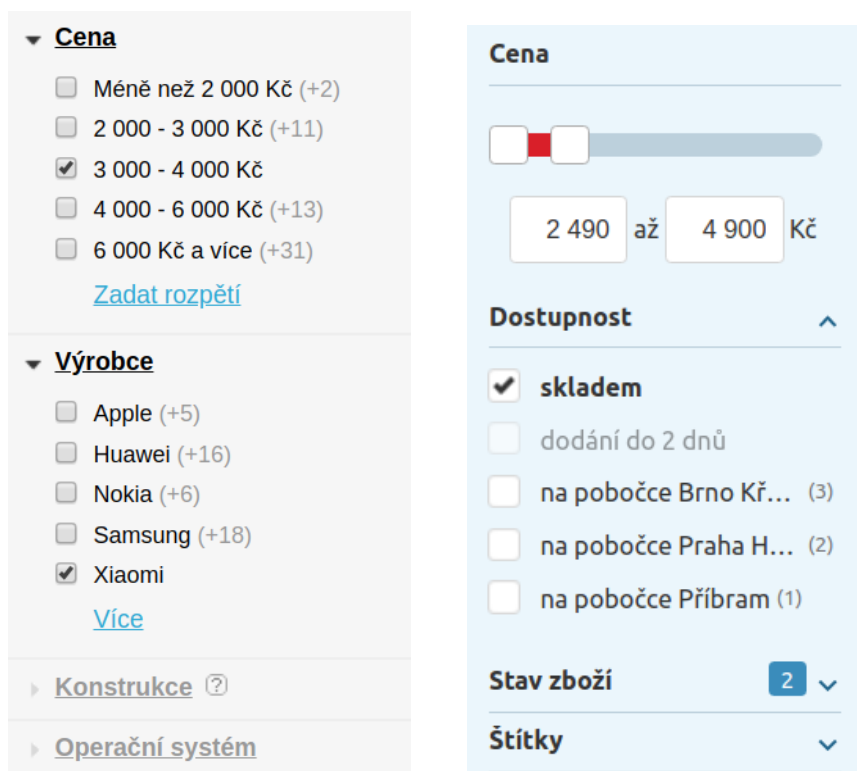 Cena
Méně než 2 000 Kč (+2)
2 000 - 3 000 Kč (+11)
3 000 - 4 000 Kč
4 000 - 6 000 Kč (+13)
6 000 Kč a více (+31)
Zadat rozpětí
Výrobce
Apple (+5)
Huawei (+16)
Nokia (+6)
Samsung (+18)
Xiaomi
Více
Konstrukce ?
Operační systém
Cena
2 490 až 4 900 Kč
Dostupnost
skladem
dodání do 2 dnů
na pobočce Brno Kř... (3)
na pobočce Praha H... (2)
na pobočce Příbram (1)
Stav zboží 2
Štítky